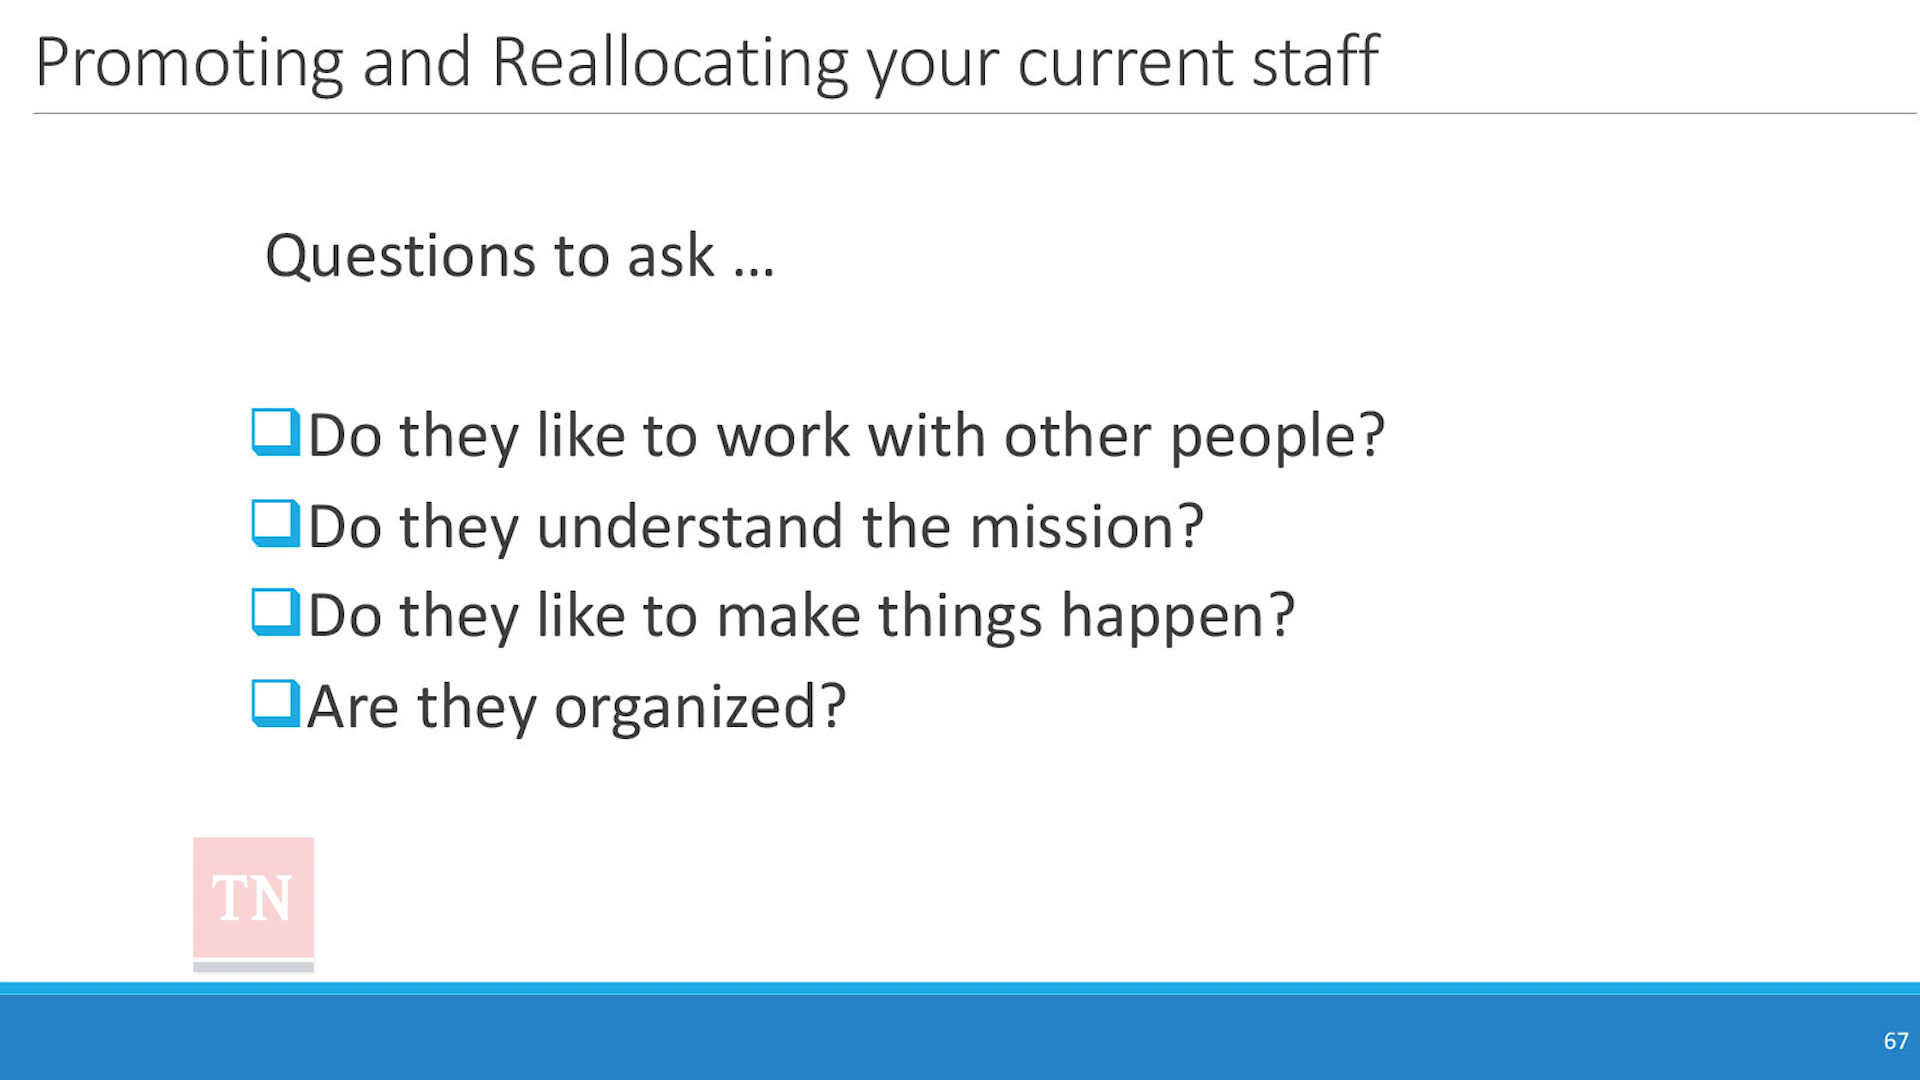 Promoting and Reallocating your current staff
Questions to ask ...
Do they like to work with other people?
Do they understand the mission?
Do they like to make things happen?
Are they organized?
TN
67